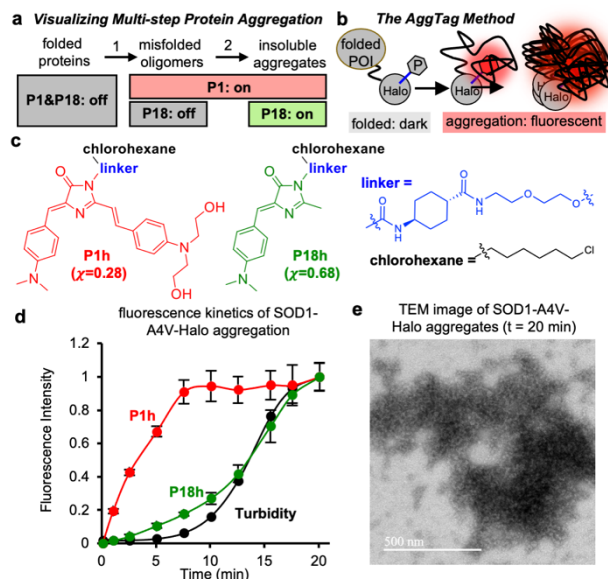 a Visualizing Multi-step Protein Aggregation
folded
proteins
1
misfolded
oligomers
2
insoluble
aggregates
P1&P18: off
P1: on
P18: off
P18: on
b The AggTag Method
folded
POI
P
Halo
Halo
Halo
folded: dark
aggregation: fluorescent
c
chlorohexane
linker
O
N
N
OH
N
OH
N
P1h
(χ=0.28)
chlorohexane
linker
O
N
N
N
P18h
(χ=0.68)
linker =
O
N
H
O
N
H
O
O
chlorohexane =
Cl
d fluorescence kinetics of SOD1-
A4V-Halo aggregation
Fluorescence Intensity
1
0.8
0.6
0.4
0.2
0
P1h
P18h
Turbidity
0 5 10 15 20
Time (min)
e TEM image of SOD1-A4V-
Halo aggregates (t = 20 min)
500 nm